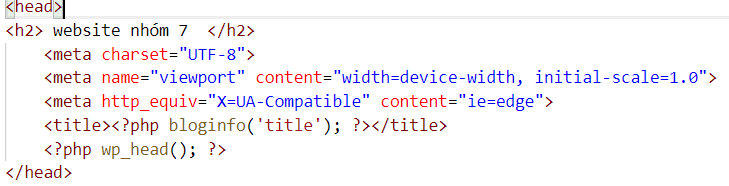 <head>
<h2> website nhóm 7  </h2>
    <meta charset="UTF-8">
    <meta name="viewport" content="width=device-width, initial-scale=1.0">
    <meta http_equiv="X=UA-Compatible" content="ie=edge">
    <title><?php bloginfo('title'); ?></title>
    <?php wp_head(); ?>
</head>